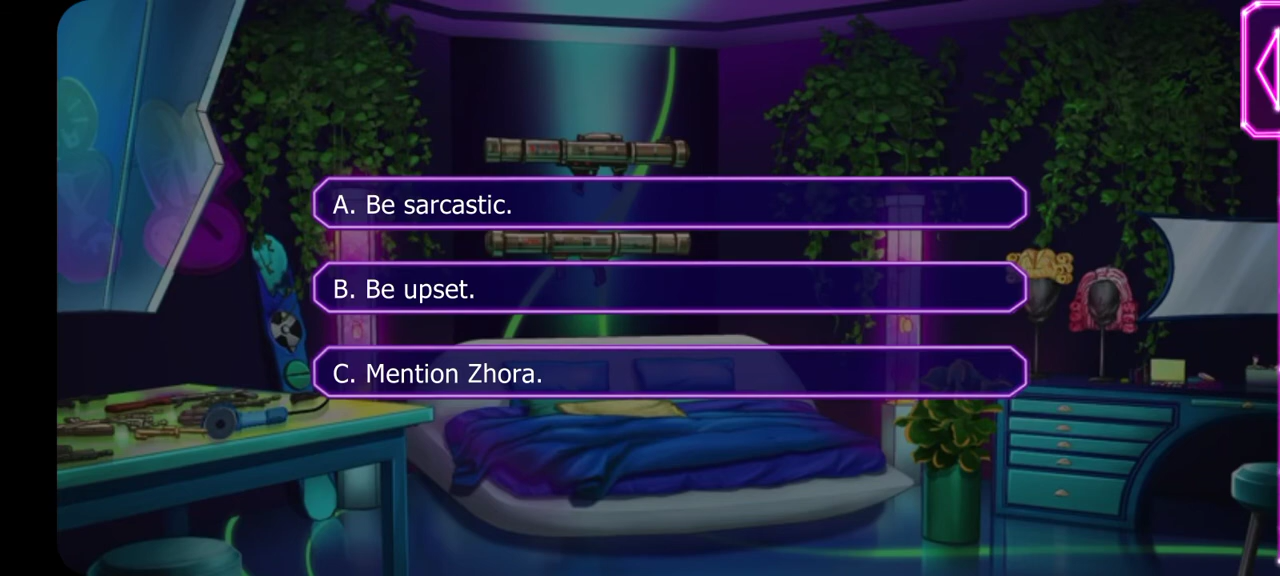 A. Be sarcastic.
B. Be upset.
C. Mention Zhora.